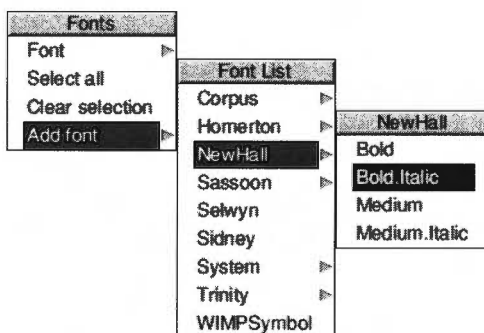 Fonts
Font
Select all
Clear selection
Add font
Font List
Corpus
Homerton
NewHall
Sassoon
Selwyn
Sidney
System
Trinity
WIMPSymbol
NewHall
Bold
Bold.Italic
Medium
Medium.Italic